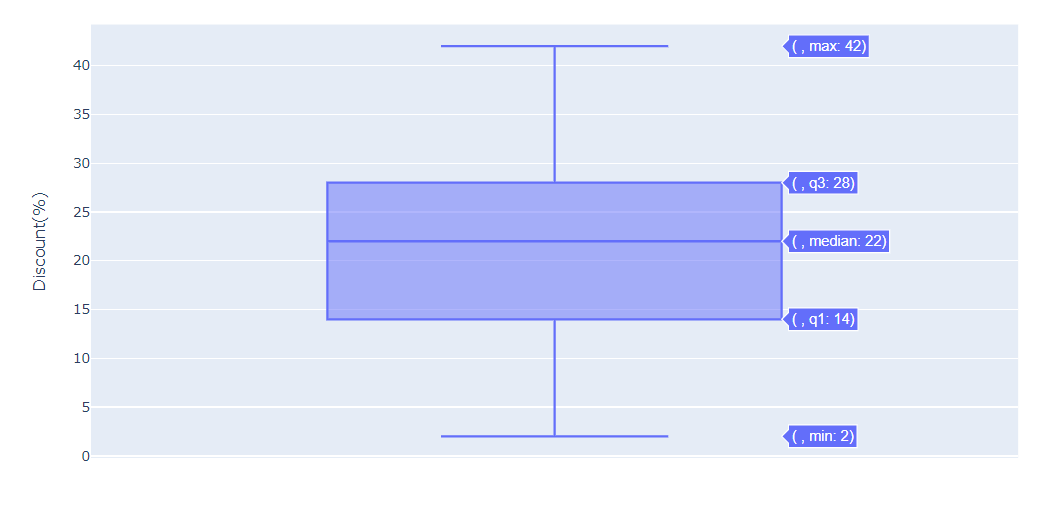 Discount(%)
40
35
30
25
20
15
10
5
0
( , max: 42)
( , q3: 28)
( , median: 22)
( , q1: 14)
( , min: 2)